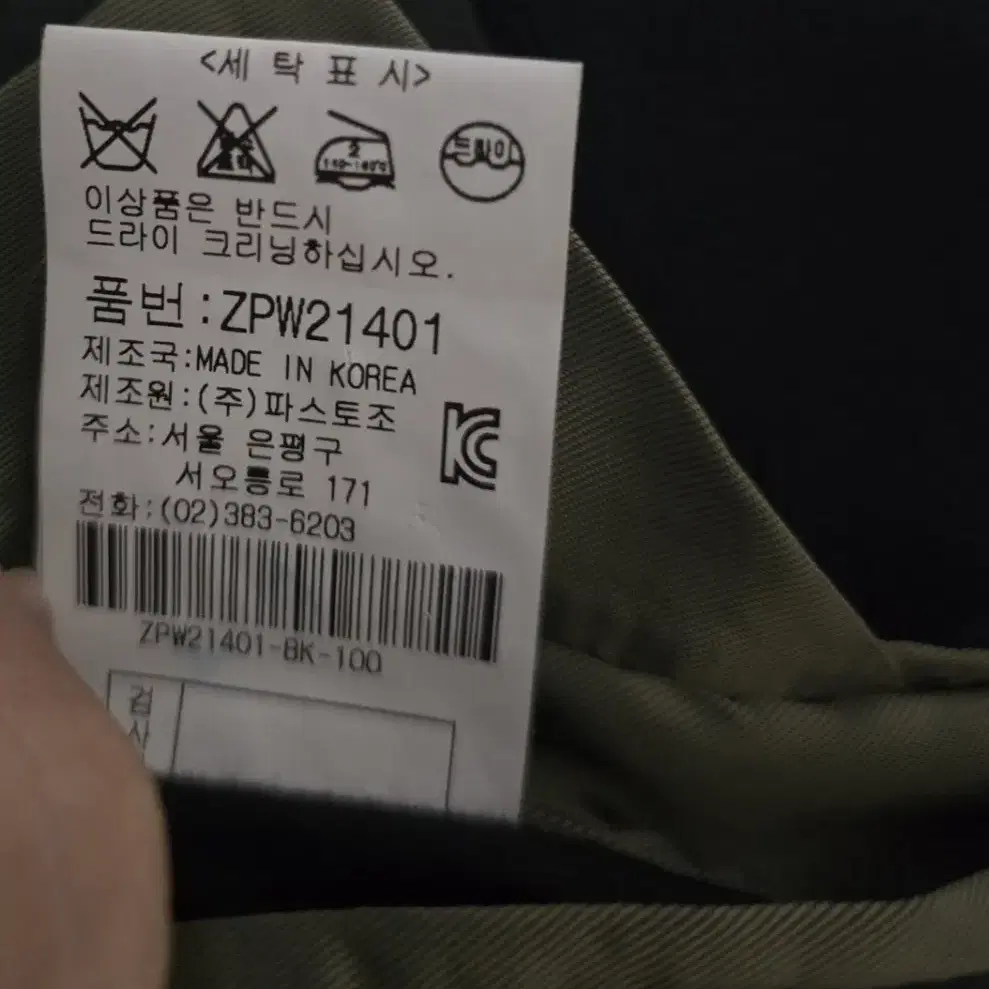 <세 탁 표 시>
2
드라이
이상품은 반드시
드라이 크리닝하십시오.
품번:ZPW21401
제조국:MADE IN KOREA
제조원:(주)파스토조
주소:서울 은평구
서오릉로 171
전화:(02)383-6203
ZPW21401-BK-100
검
사